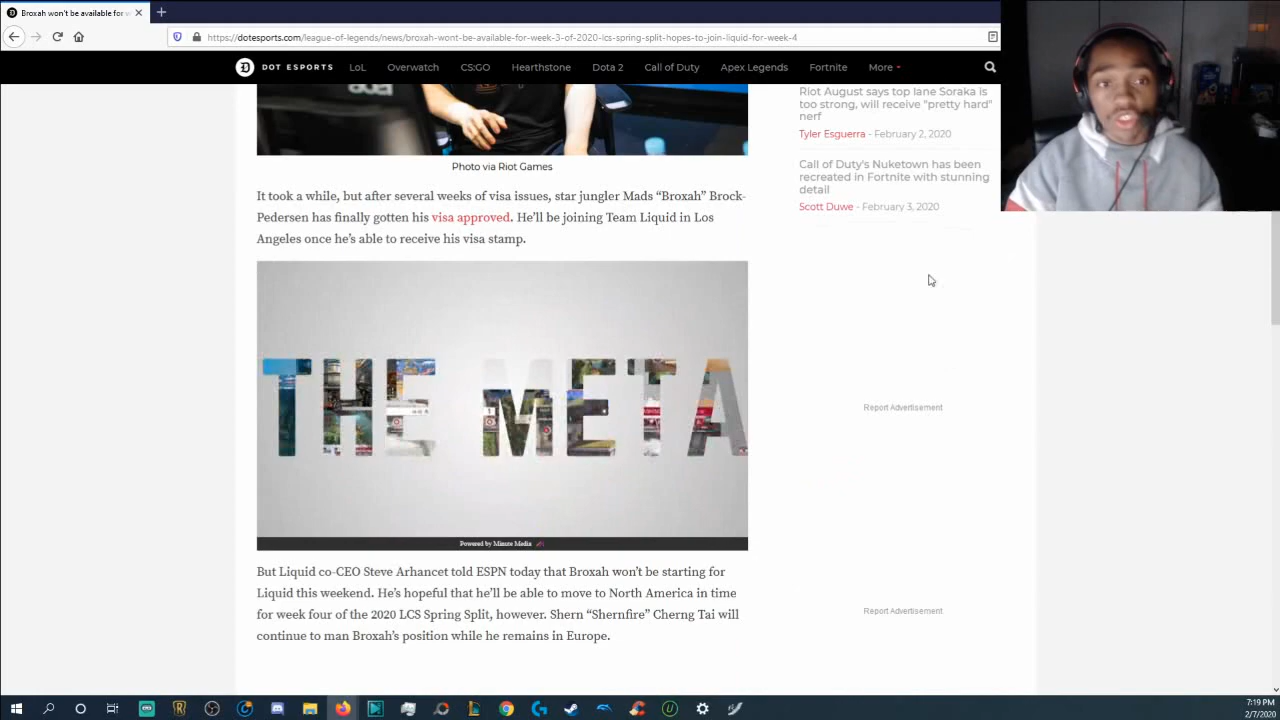 Broxah won't be available for w
https://dotesports.com/league-of-legends/news/broxah-wont-be-available-for-week-3-of-2020-lcs-spring-split-hopes-to-join-liquid-for-week-4
DOT ESPORTS LoL Overwatch CS:GO Hearthstone Dota 2 Call of Duty Apex Legends Fortnite More
Riot August says top lane Soraka is
too strong, will receive "pretty hard"
nerf
Tyler Esguerra - February 2, 2020
Call of Duty's Nuketown has been
recreated in Fortnite with stunning
detail
Scott Duwe - February 3, 2020
Photo via Riot Games
It took a while, but after several weeks of visa issues, star jungler Mads “Broxah” Brock-
Pedersen has finally gotten his visa approved. He’ll be joining Team Liquid in Los
Angeles once he’s able to receive his visa stamp.
THE META
Powered by Minute Media
But Liquid co-CEO Steve Arhancet told ESPN today that Broxah won’t be starting for
Liquid this weekend. He’s hopeful that he’ll be able to move to North America in time
for week four of the 2020 LCS Spring Split, however. Shern “Shernfire” Cherng Tai will
continue to man Broxah’s position while he remains in Europe.
Report Advertisement
Report Advertisement
7:19 PM
2/7/2020